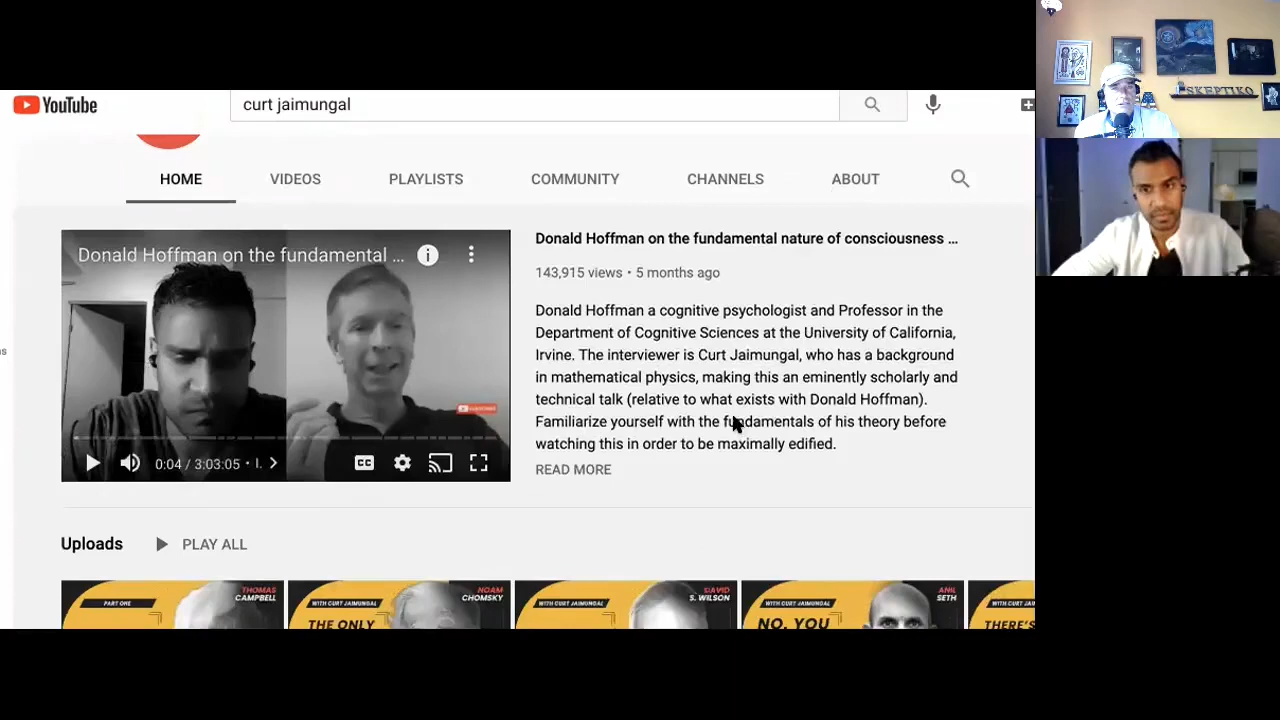 YouTube
curt jaimungal
HOME VIDEOS PLAYLISTS COMMUNITY CHANNELS ABOUT
Donald Hoffman on the fundamental ...
0:04 / 3:03:05 • I.
Donald Hoffman on the fundamental nature of consciousness ...
143,915 views • 5 months ago
Donald Hoffman a cognitive psychologist and Professor in the
Department of Cognitive Sciences at the University of California,
Irvine. The interviewer is Curt Jaimungal, who has a background
in mathematical physics, making this an eminently scholarly and
technical talk (relative to what exists with Donald Hoffman).
Familiarize yourself with the fundamentals of his theory before
watching this in order to be maximally edified.
READ MORE
Uploads PLAY ALL
PART ONE
THOMAS
CAMPBELL
WITH CURT JAIMUNGAL
NOAM
CHOMSKY
THE ONLY
WITH CURT JAIMUNGAL
DAVID
S. WILSON
WITH CURT JAIMUNGAL
ANIL
SETH
NO, YOU
WITH CURT JAI
THERE'S
SKEPTIKO